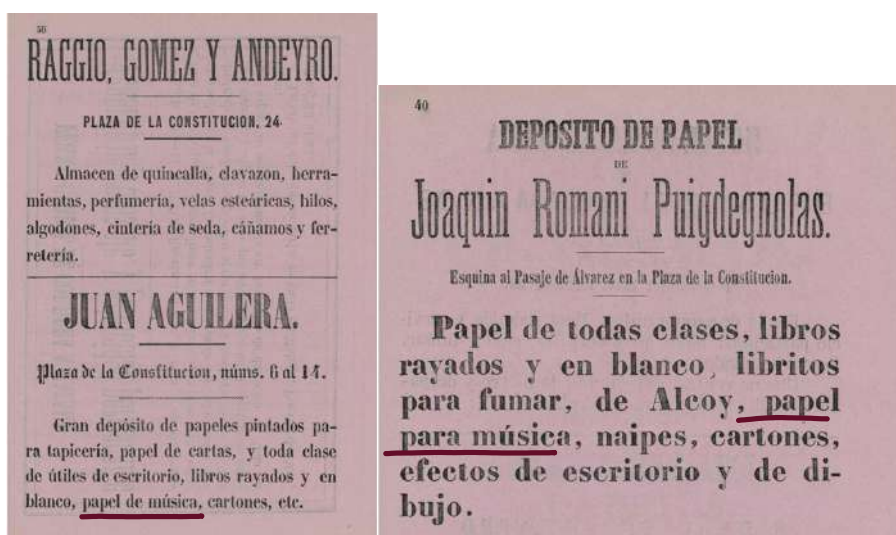 58
RAGGIO, GOMEZ Y ANDEYRO.
PLAZA DE LA CONSTITUCION, 24.
Almacen de quincalla, clavazon, herra-
mientas, perfumería, velas esteáricas, hilos,
algodones, cintería de seda, cáñamos y fer-
retería.
JUAN AGUILERA.
Plaza de la Constitucion, núms. 6 al 14.
Gran depósito de papeles pintados pa-
ra tapicería, papel de cartas, y toda clase
de útiles de escritorio, libros rayados y en
blanco, papel de música, cartones, etc.
40
DEPOSITO DE PAPEL
DE
Joaquin Romani Puigdegnolas.
Esquina al Pasaje de Álvarez en la Plaza de la Constitucion.
Papel de todas clases, libros
rayados y en blanco, libritos
para fumar, de Alcoy, papel
para música, naipes, cartones,
efectos de escritorio y de di-
bujo.